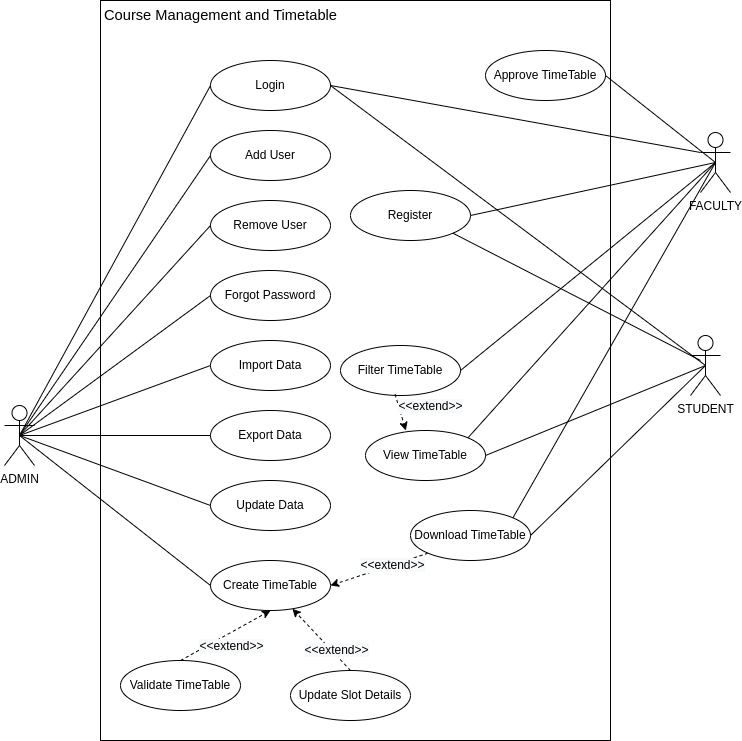 Course Management and Timetable
Login
Approve TimeTable
Add User
FACULTY
Remove User
Register
Forgot Password
Import Data
Filter TimeTable
STUDENT
<<extend>>
ADMIN
Export Data
View TimeTable
Update Data
Download TimeTable
<<extend>>
Create TimeTable
<<extend>>
<<extend>>
Validate TimeTable
Update Slot Details